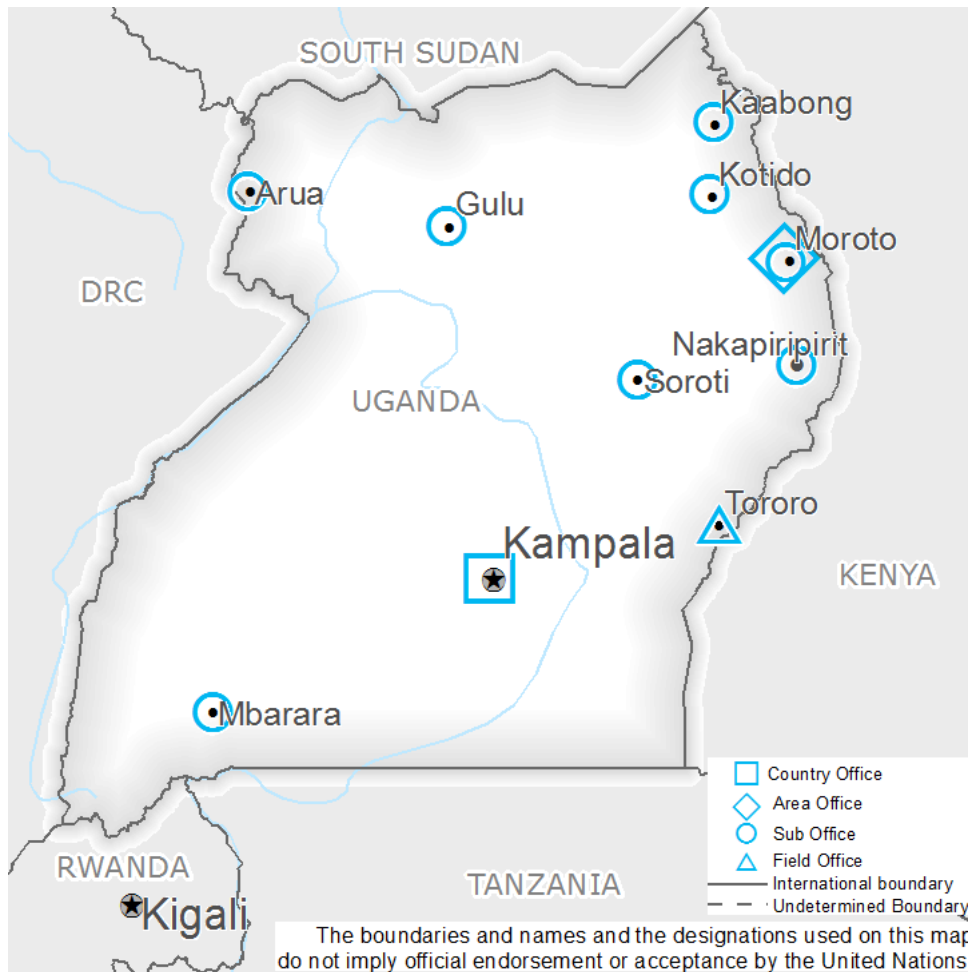 SOUTH SUDAN
Kaabong
Kotido
Arua
Gulu
Moroto
DRC
Nakapiripirit
Soroti
UGANDA
Tororo
Kampala
KENYA
Mbarara
Country Office
Area Office
Sub Office
Field Office
International boundary
Undetermined Boundary
RWANDA
TANZANIA
Kigali
The boundaries and names and the designations used on this map
do not imply official endorsement or acceptance by the United Nations